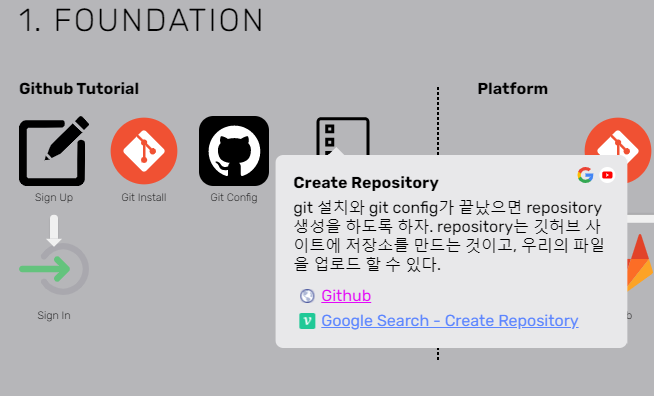 1. FOUNDATION
Github Tutorial
Platform
Sign Up
Git Install
Git Config
Create Repository
git 설치와 git config가 끝났으면 repository
생성을 하도록 하자. repository는 깃허브 사
이트에 저장소를 만드는 것이고, 우리의 파일
을 업로드 할 수 있다.
Github
Google Search - Create Repository
Sign In